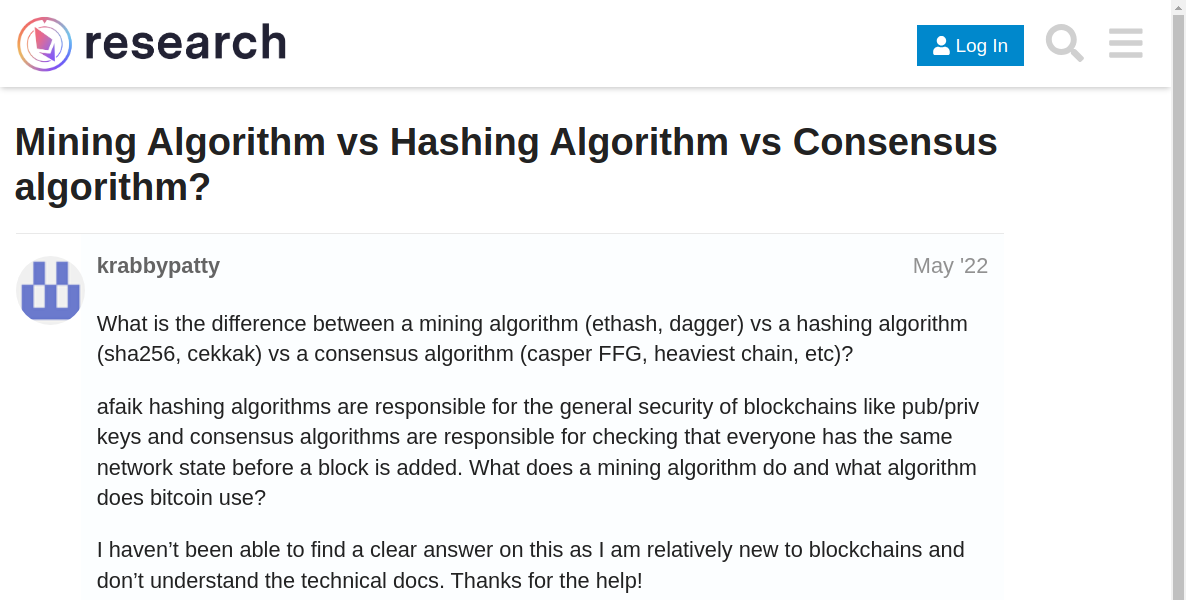 research
Log In
Mining Algorithm vs Hashing Algorithm vs Consensus
algorithm?
krabbypatty
May '22
What is the difference between a mining algorithm (ethash, dagger) vs a hashing algorithm
(sha256, cekkak) vs a consensus algorithm (casper FFG, heaviest chain, etc)?
afaik hashing algorithms are responsible for the general security of blockchains like pub/priv
keys and consensus algorithms are responsible for checking that everyone has the same
network state before a block is added. What does a mining algorithm do and what algorithm
does bitcoin use?
I haven’t been able to find a clear answer on this as I am relatively new to blockchains and
don’t understand the technical docs. Thanks for the help!